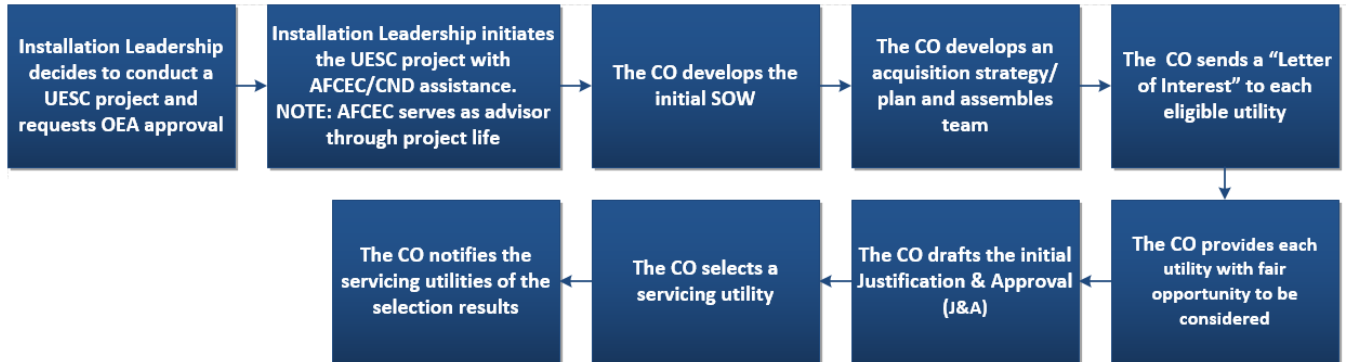 Installation Leadership
decides to conduct a
UESC project and
requests OEA approval
Installation Leadership initiates
the UESC project with
AFCEC/CND assistance.
NOTE: AFCEC serves as advisor
through project life
The CO develops the
initial SOW
The CO develops an
acquisition strategy/
plan and assembles
team
The  CO sends a “Letter
of Interest” to each
eligible utility
The CO provides each
utility with fair
opportunity to be
considered
The CO drafts the initial
Justification & Approval
(J&A)
The CO selects a
servicing utility
The CO notifies the
servicing utilities of the
selection results